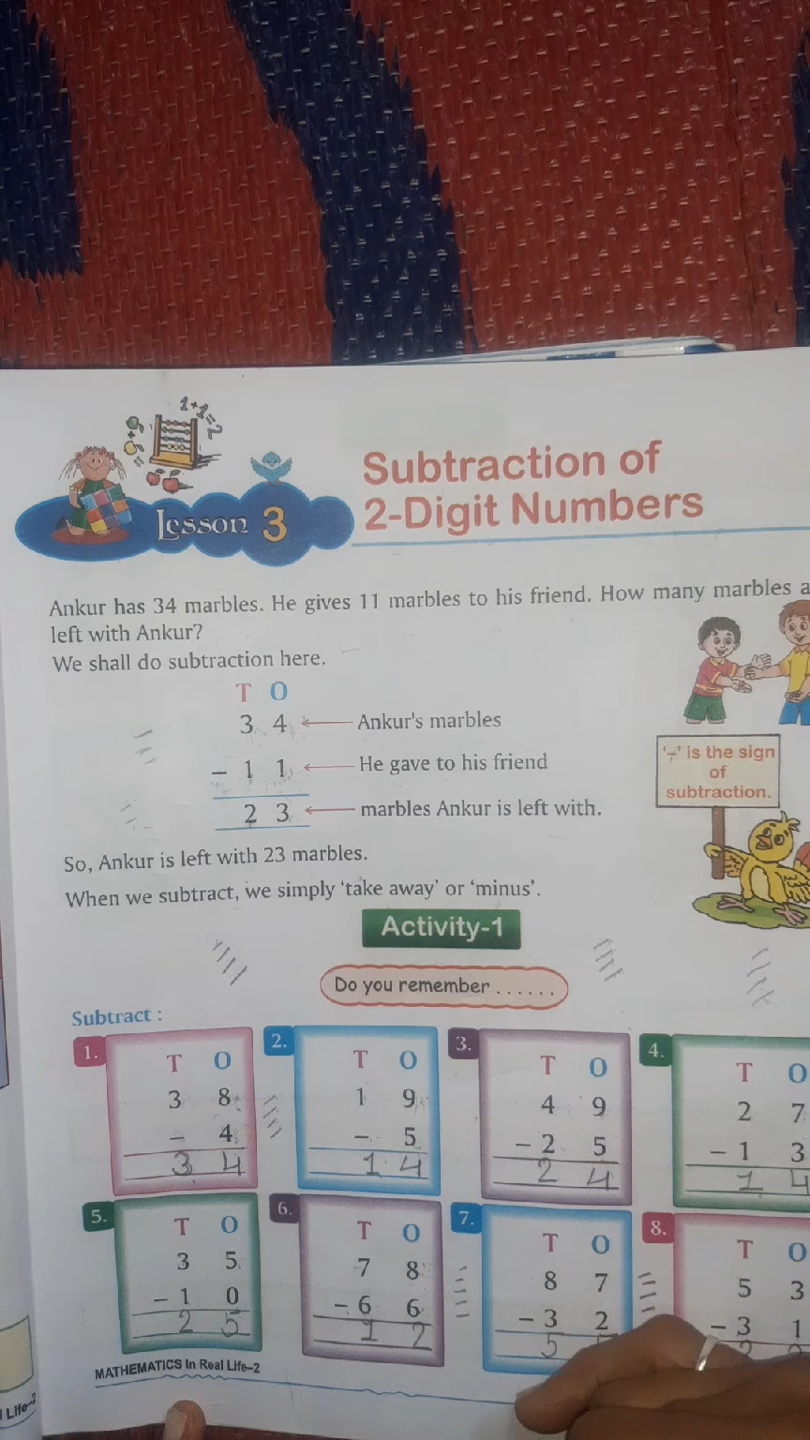 1+1=2
Lesson 3
Subtraction of
2-Digit Numbers
Ankur has 34 marbles. He gives 11 marbles to his friend. How many marbles
left with Ankur?
We shall do subtraction here.
T O
3 4 ← Ankur's marbles
- 1 1 ← He gave to his friend
2 3 ← marbles Ankur is left with.
'-' is the sign
of
subtraction.
So, Ankur is left with 23 marbles.
When we subtract, we simply 'take away' or 'minus'.
Activity-1
Do you remember ......
Subtract :
1.
T O
3 8
- 4
3 4
2.
T O
1 9
- 5
1 4
3.
T O
4 9
- 2 5
2 4
4.
T O
2 7
- 1 3
1 4
5.
T O
3 5
- 1 0
2 5
6.
T O
7 8
- 6 6
1 2
7.
T O
8 7
- 3 2
5
8.
T O
5 3
- 3 1
MATHEMATICS In Real Life-2
Life-2